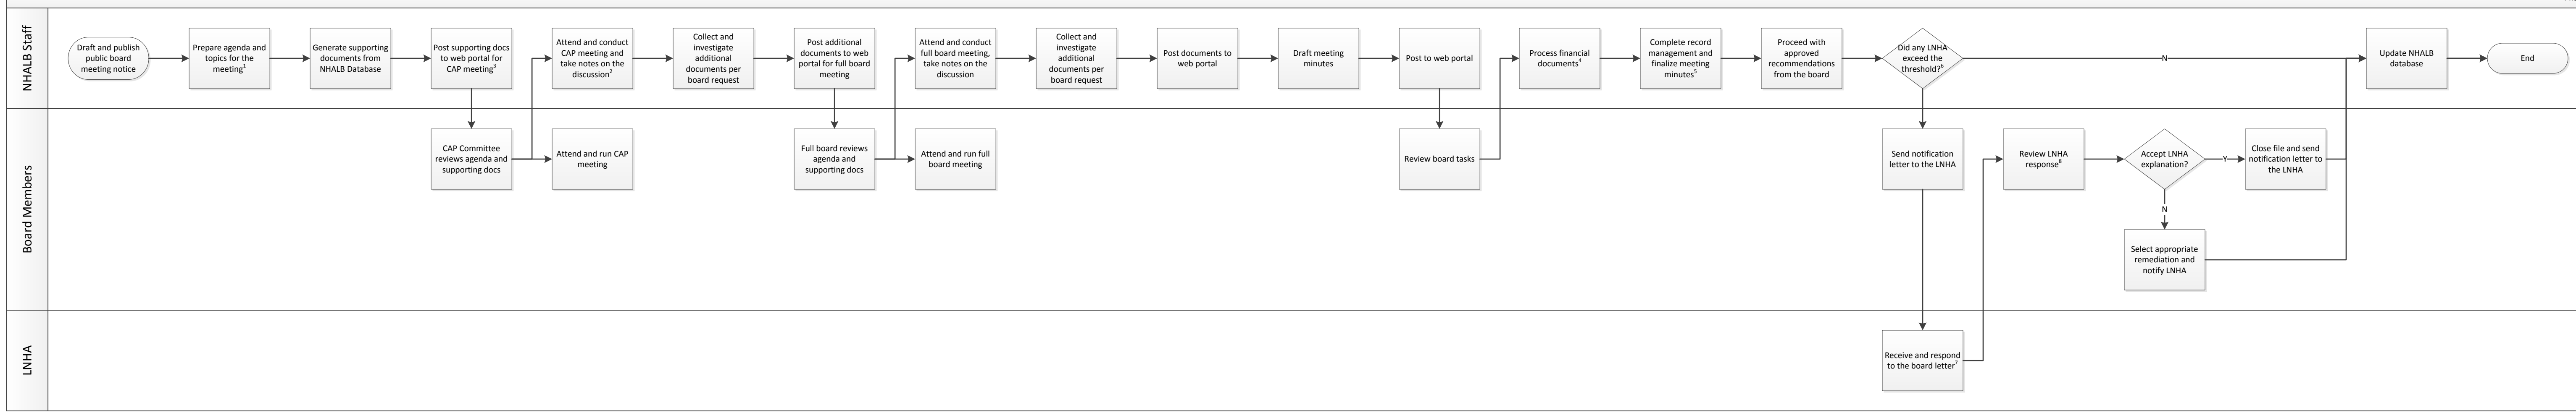 NHALB Staff
Draft and publish
public board
meeting notice
Prepare agenda and
topics for the
meeting1
Generate supporting
documents from
NHALB Database
Post supporting docs
to web portal for
CAP meeting3
Attend and conduct
CAP meeting and
take notes on the
discussion2
Collect and
investigate
additional
documents per
board request
Post additional
documents to web
portal for full board
meeting
Attend and conduct
full board meeting,
take notes on the
discussion
Collect and
investigate
additional
documents per
board request
Post documents to
web portal
Draft meeting
minutes
Post to web portal
Process financial
documents4
Complete record
management and
finalize meeting
minutes5
Proceed with
approved
recommendations
from the board
Did any LNHA
exceed the
threshold?6
N
Update NHALB
database
End
Board Members
CAP Committee
reviews agenda and
supporting docs
Attend and run CAP
meeting
Full board reviews
agenda and
supporting docs
Attend and run full
board meeting
Review board tasks
Send notification
letter to the LNHA
Review LNHA
response8
Accept LNHA
explanation?
Y
Close file and send
notification letter to
the LNHA
N
Select appropriate
remediation and
notify LNHA
LNHA
Receive and respond
to the board letter7